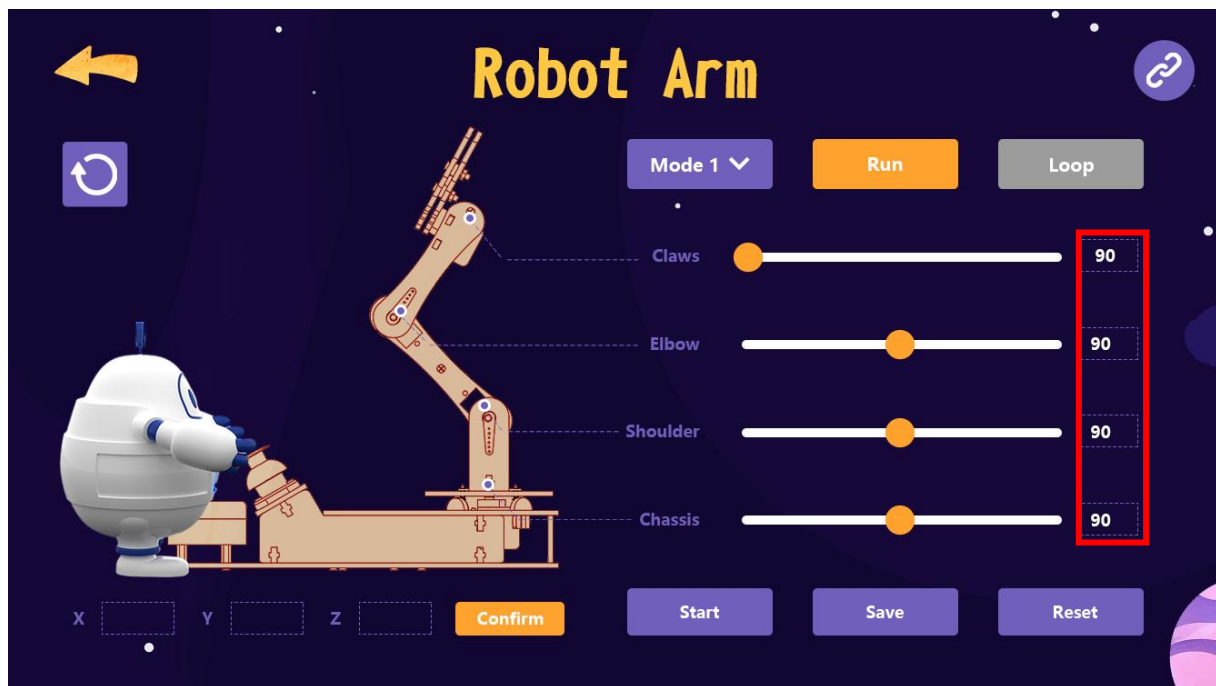 Robot Arm
Mode 1
Run
Loop
Claws
90
Elbow
90
Shoulder
90
Chassis
90
X
Y
Z
Confirm
Start
Save
Reset